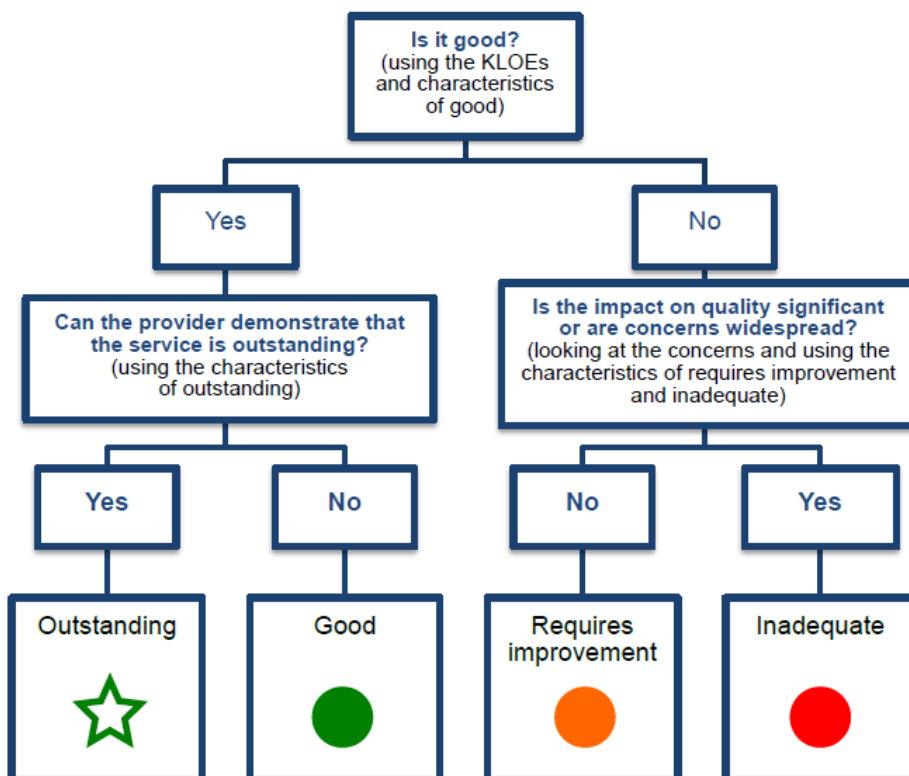 Is it good?
(using the KLOEs
and characteristics
of good)
Yes
No
Can the provider demonstrate that
the service is outstanding?
(using the characteristics
of outstanding)
Is the impact on quality significant
or are concerns widespread?
(looking at the concerns and using the
characteristics of requires improvement
and inadequate)
Yes
No
No
Yes
Outstanding
Good
Requires
improvement
Inadequate